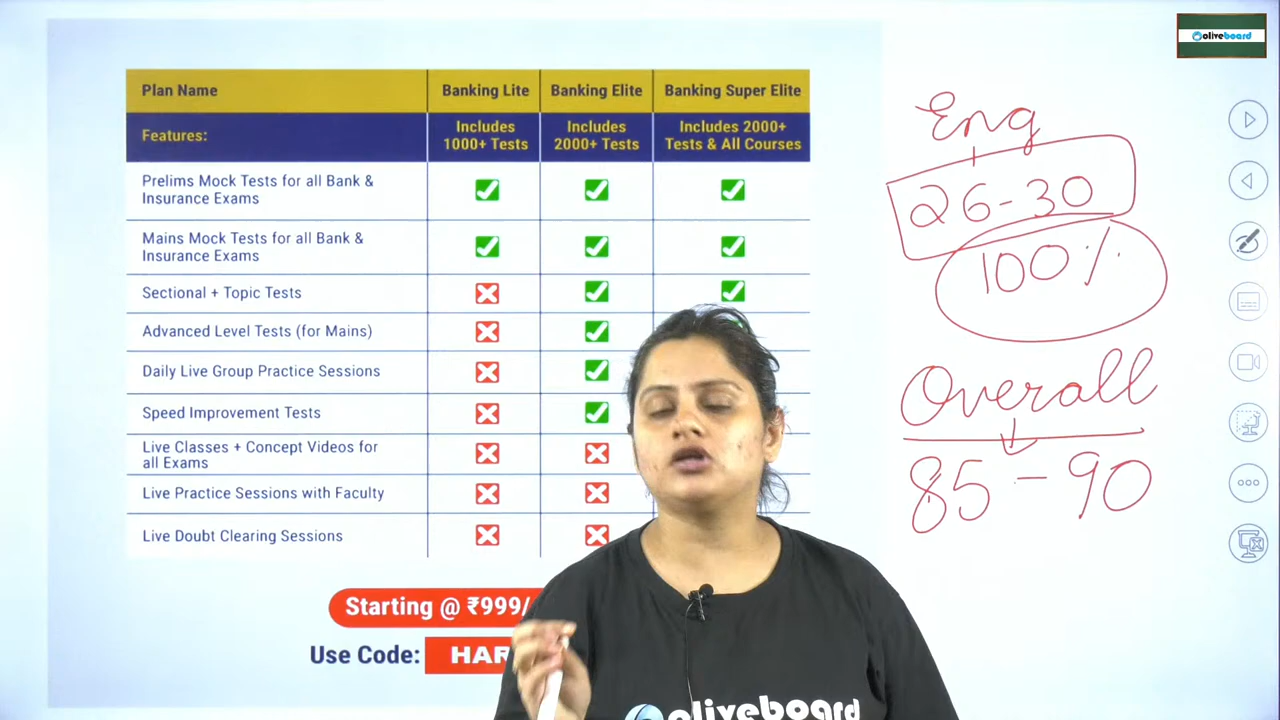 oliveboard
Plan Name Banking Lite Banking Elite Banking Super Elite
Features: Includes 1000+ Tests Includes 2000+ Tests Includes 2000+ Tests & All Courses
Prelims Mock Tests for all Bank &
Insurance Exams
Mains Mock Tests for all Bank &
Insurance Exams
Sectional + Topic Tests
Advanced Level Tests (for Mains)
Daily Live Group Practice Sessions
Speed Improvement Tests
Live Classes + Concept Videos for
all Exams
Live Practice Sessions with Faculty
Live Doubt Clearing Sessions
Starting @ ₹999/
Use Code:
Eng
26-30
100%
Overall
85-90
oliveboard